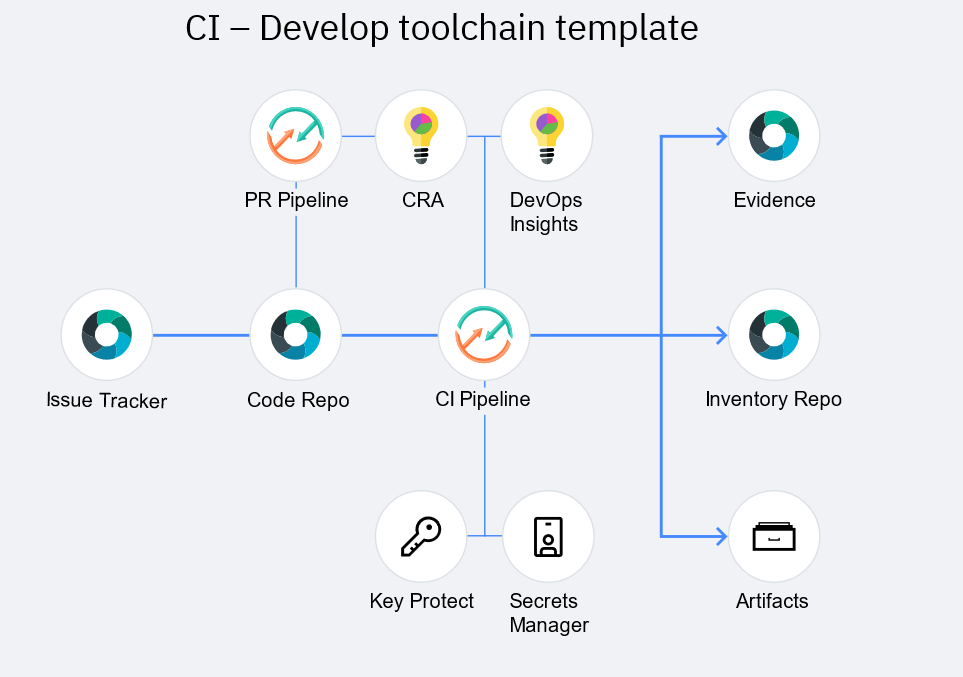 CI – Develop toolchain template
PR Pipeline
CRA
DevOps
Insights
Evidence
Issue Tracker
Code Repo
CI Pipeline
Inventory Repo
Key Protect
Secrets
Manager
Artifacts